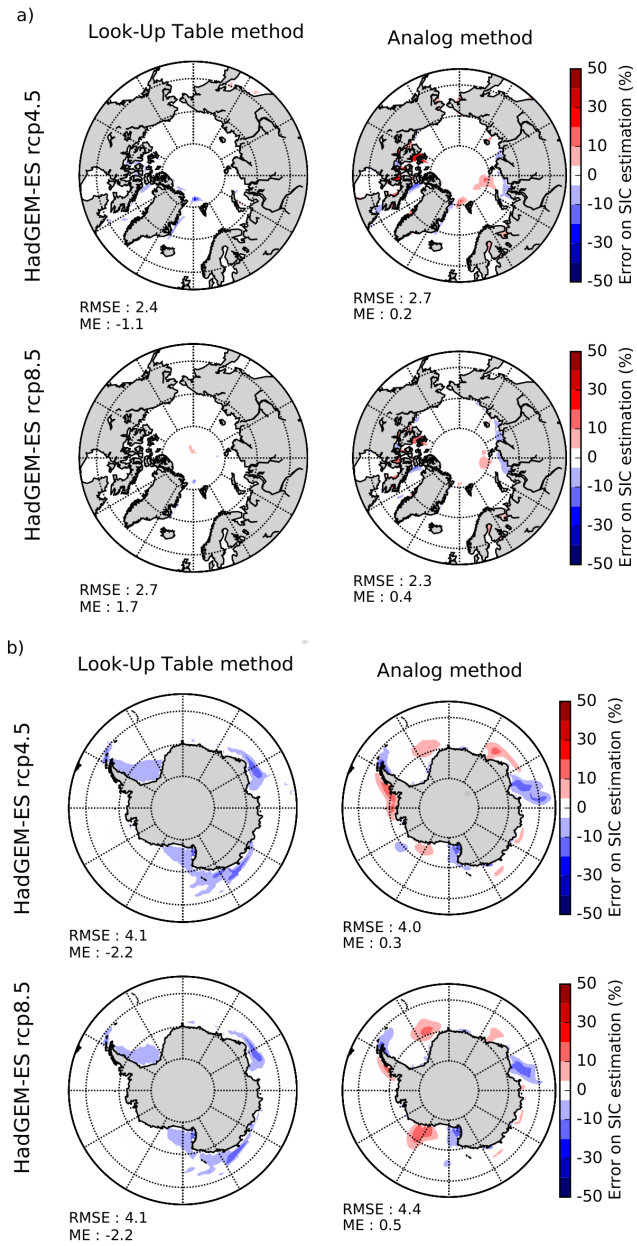 a)
Look-Up Table method
Analog method
HadGEM-ES rcp4.5
50
30
10
0
-10
-30
-50
Error on SIC estimation (%)
RMSE : 2.4
ME : -1.1
RMSE : 2.7
ME : 0.2
HadGEM-ES rcp8.5
50
30
10
0
-10
-30
-50
Error on SIC estimation (%)
RMSE : 2.7
ME : 1.7
RMSE : 2.3
ME : 0.4
b)
Look-Up Table method
Analog method
HadGEM-ES rcp4.5
50
30
10
0
-10
-30
-50
Error on SIC estimation (%)
RMSE : 4.1
ME : -2.2
RMSE : 4.0
ME : 0.3
HadGEM-ES rcp8.5
50
30
10
0
-10
-30
-50
Error on SIC estimation (%)
RMSE : 4.1
ME : -2.2
RMSE : 4.4
ME : 0.5